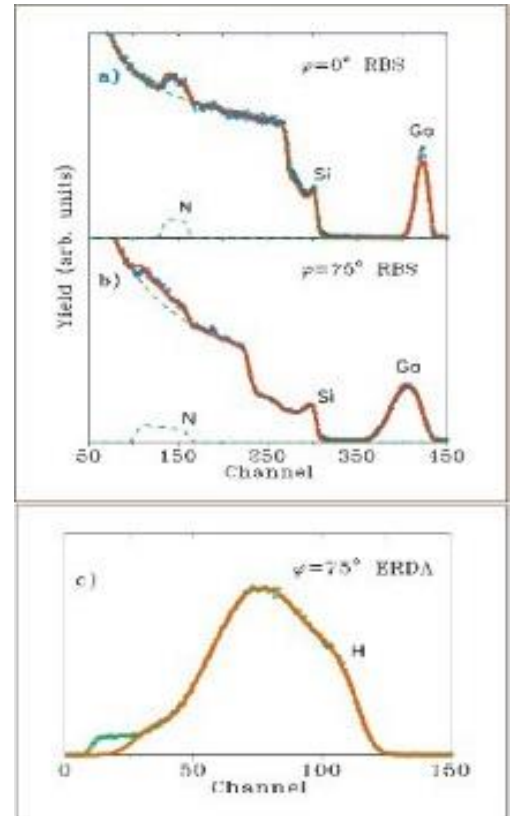 a)
φ=0° RBS
Ga
Si
N
Yield (arb. units)
b)
φ=75° RBS
Ga
Si
N
50 150 250 350 450
Channel
c)
φ=75° ERDA
H
0 50 100 150
Channel